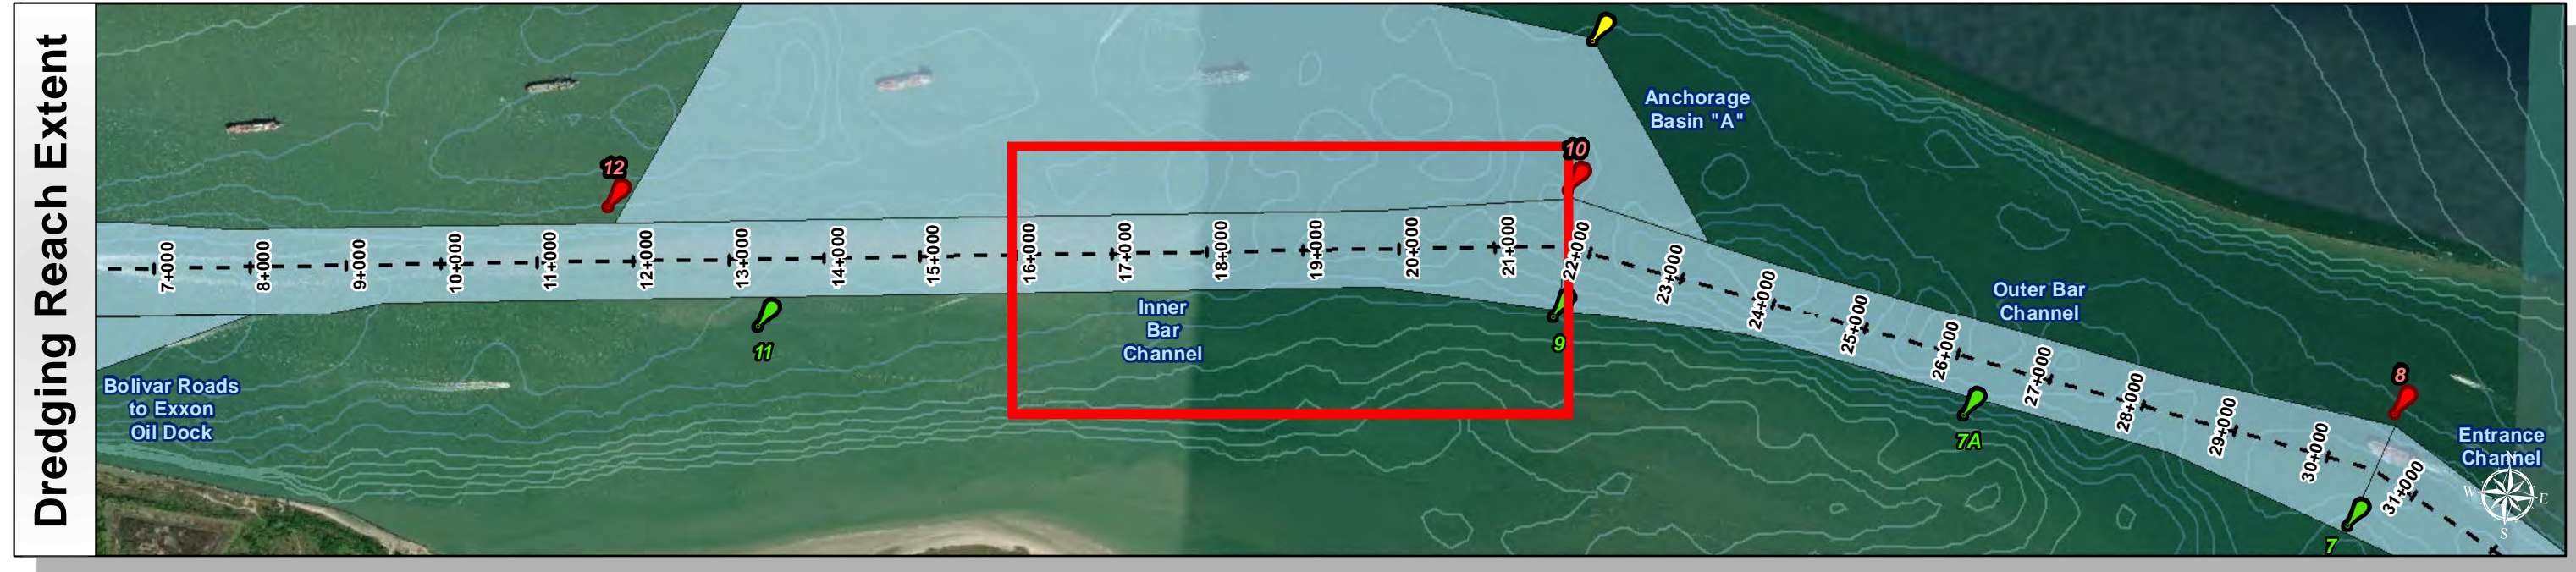 Dredging Reach Extent
Anchorage
Basin "A"
10
12
7+000
8+000
9+000
10+000
11+000
12+000
13+000
14+000
15+000
16+000
17+000
18+000
19+000
20+000
21+000
22+000
23+000
24+000
25+000
26+000
27+000
28+000
29+000
30+000
31+000
Outer Bar
Channel
Inner
Bar
Channel
11
9
8
Bolivar Roads
to Exxon
Oil Dock
7A
Entrance
Channel
N
W
E
S
7